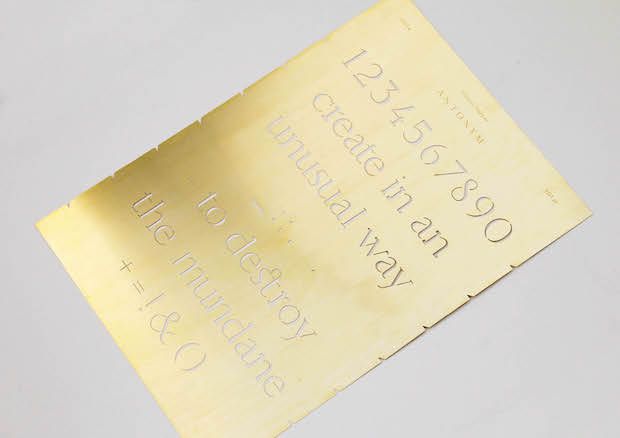 ANTONYM
1234567890
create in an
unusual way
to destroy
the mundane
+=!&()